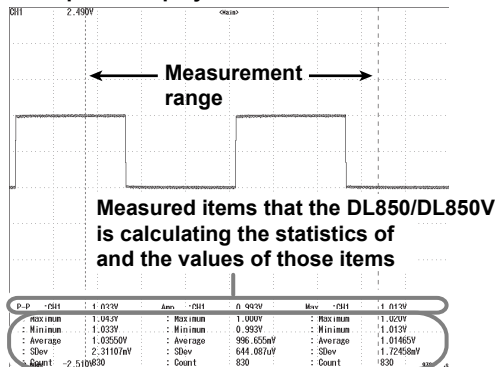 CH1 2.490V <Main>
Measurement
range
Measured items that the DL850/DL850V
is calculating the statistics of
and the values of those items
P-P :CH1 1.033V Amp :CH1 0.993V Max :CH1 1.013V
: Maximum 1.043V : Maximum 1.000V : Maximum 1.020V
: Minimum 1.033V : Minimum 0.993V : Minimum 1.013V
: Average 1.03550V : Average 996.655mV : Average 1.01465V
: SDev 2.31107mV : SDev 644.087uV : SDev 1.72458mV
: Count 830 : Count 830 : Count 830
-2.510V